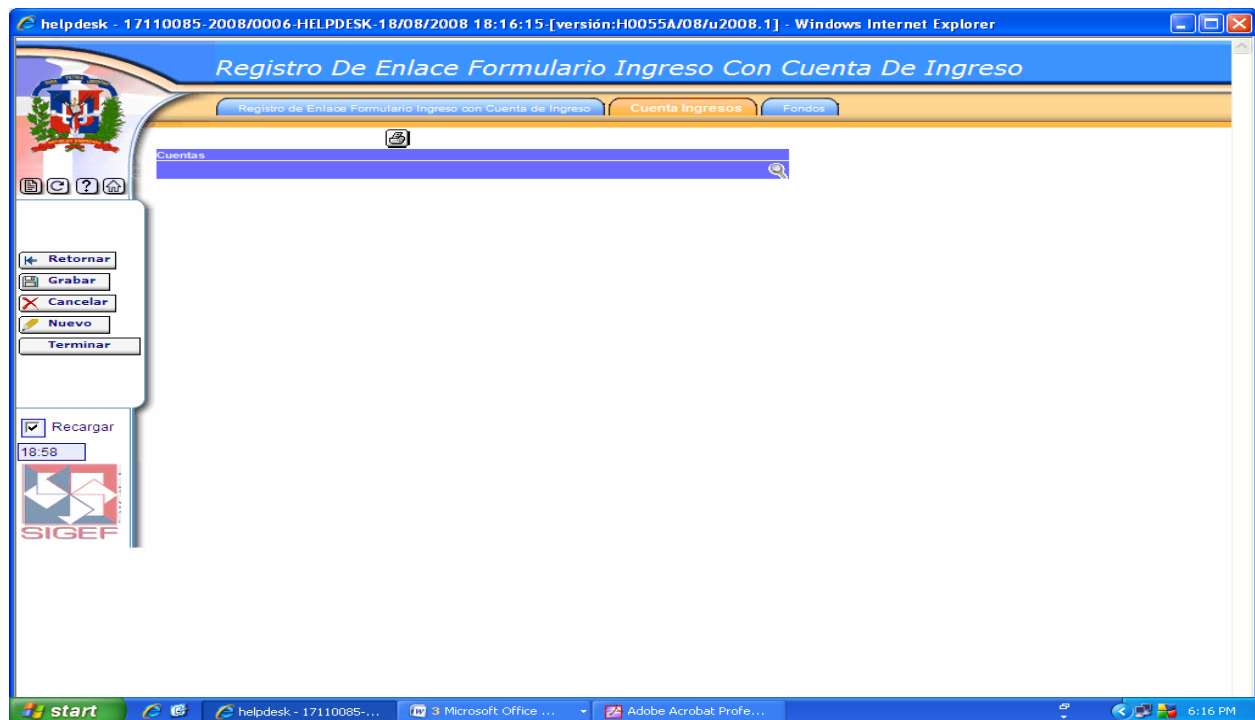 helpdesk - 17110085-2008/0006-HELPDESK-18/08/2008 18:16:15-[versión:H0055A/08/u2008.1] - Windows Internet Explorer
Registro De Enlace Formulario Ingreso Con Cuenta De Ingreso
Registro de Enlace Formulario Ingreso con Cuenta de Ingreso Cuenta Ingresos Fondos
Cuentas
Retornar
Grabar
Cancelar
Nuevo
Terminar
Recargar
18:58
SIGEF
start helpdesk - 17110085-... 3 Microsoft Office ... Adobe Acrobat Profe... 6:16 PM